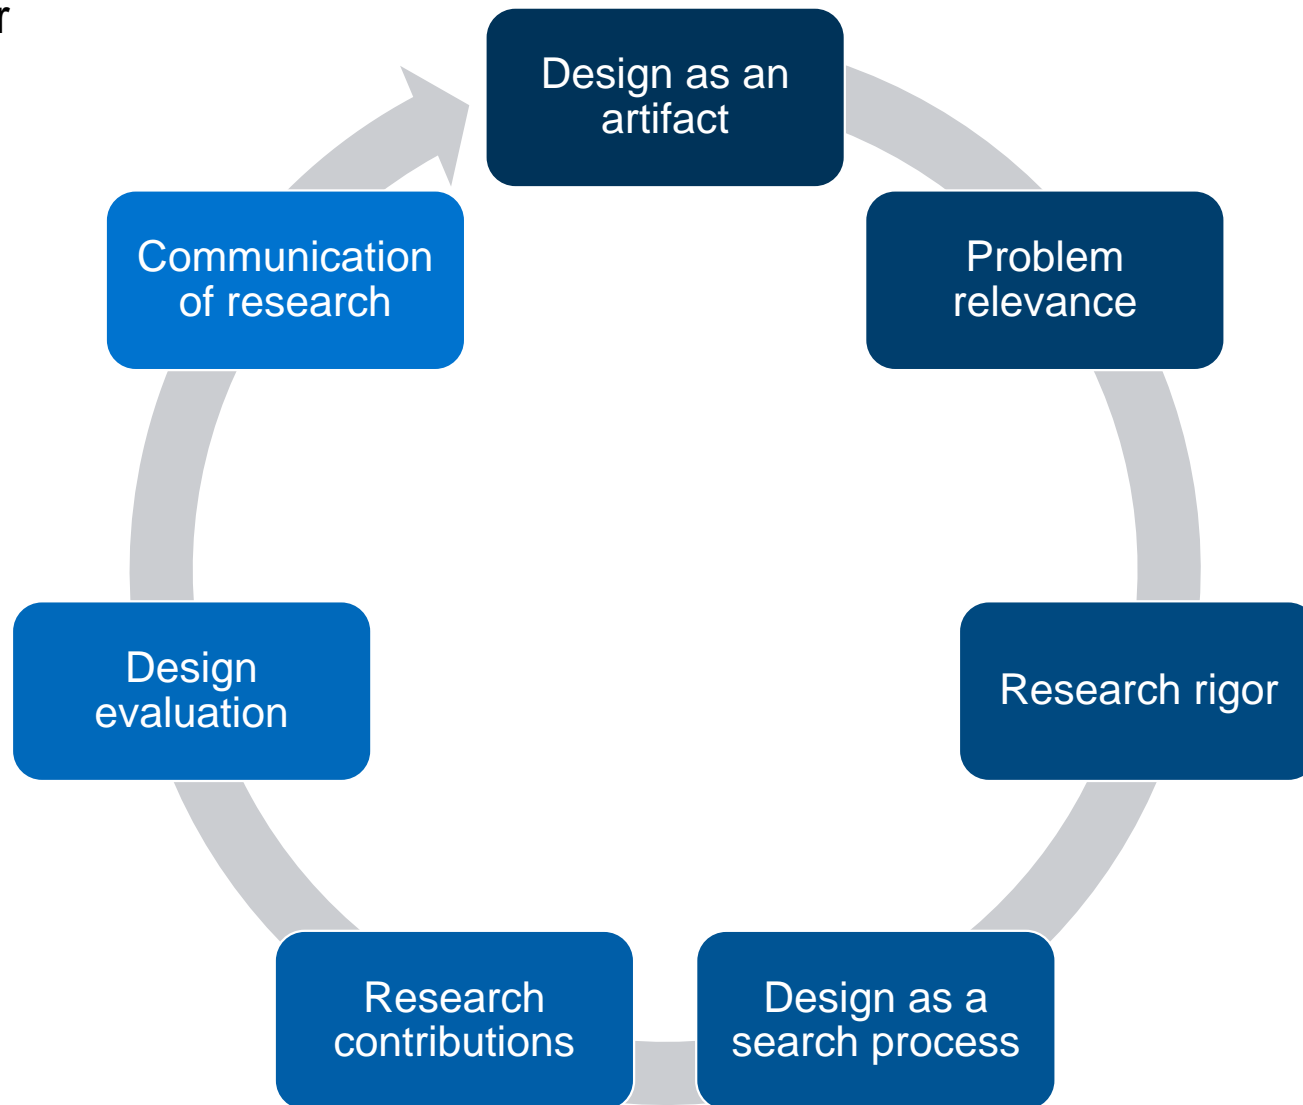 r
Design as an
artifact
Problem
relevance
Research rigor
Design as a
search process
Research
contributions
Design
evaluation
Communication
of research